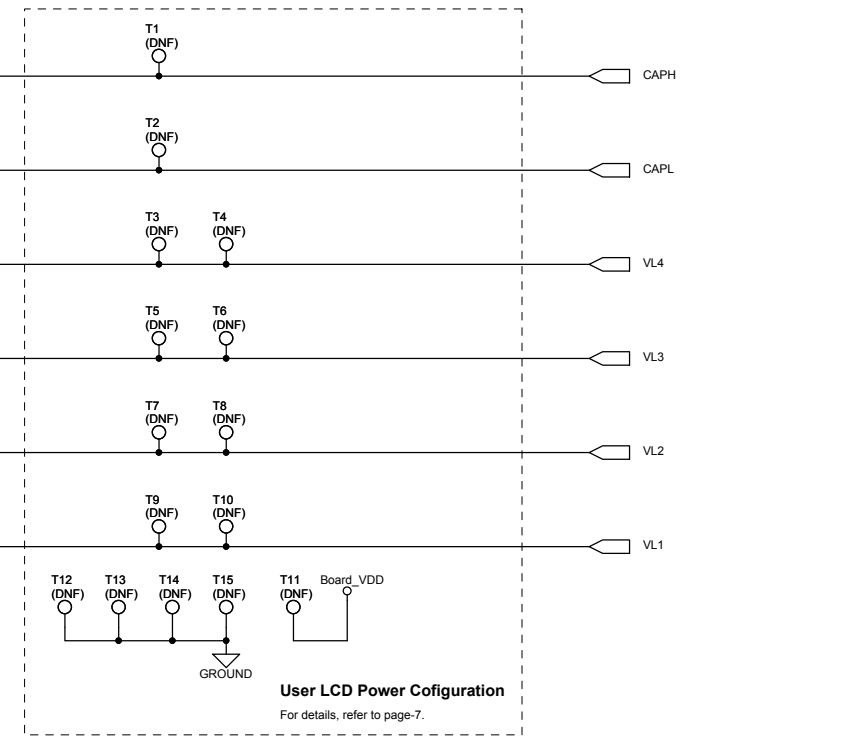 T1
(DNF)
CAPH
T2
(DNF)
CAPL
T3 T4
(DNF) (DNF)
VL4
T5 T6
(DNF) (DNF)
VL3
T7 T8
(DNF) (DNF)
VL2
T9 T10
(DNF) (DNF)
VL1
T12 T13 T14 T15 T11 Board_VDD
(DNF) (DNF) (DNF) (DNF) (DNF)
GROUND
User LCD Power Cofiguration
For details, refer to page-7.